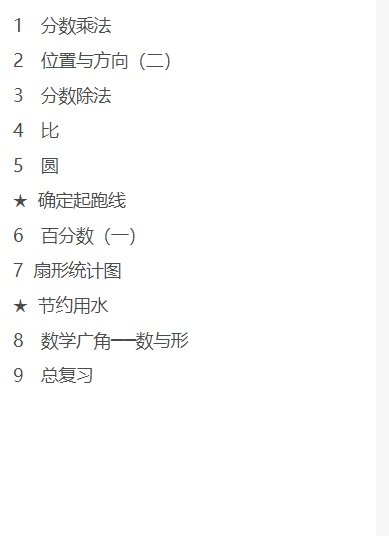 1 分数乘法
2 位置与方向（二）
3 分数除法
4 比
5 圆
★ 确定起跑线
6 百分数（一）
7 扇形统计图
★ 节约用水
8 数学广角──数与形
9 总复习